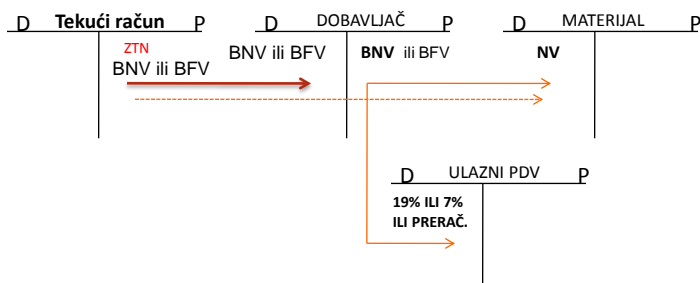 D Tekući račun P
D DOBAVLJAČ P
D MATERIJAL P
ZTN
BNV ili BFV
BNV ili BFV
BNV ili BFV
NV
D ULAZNI PDV P
19% ILI 7%
ILI PRERAČ.